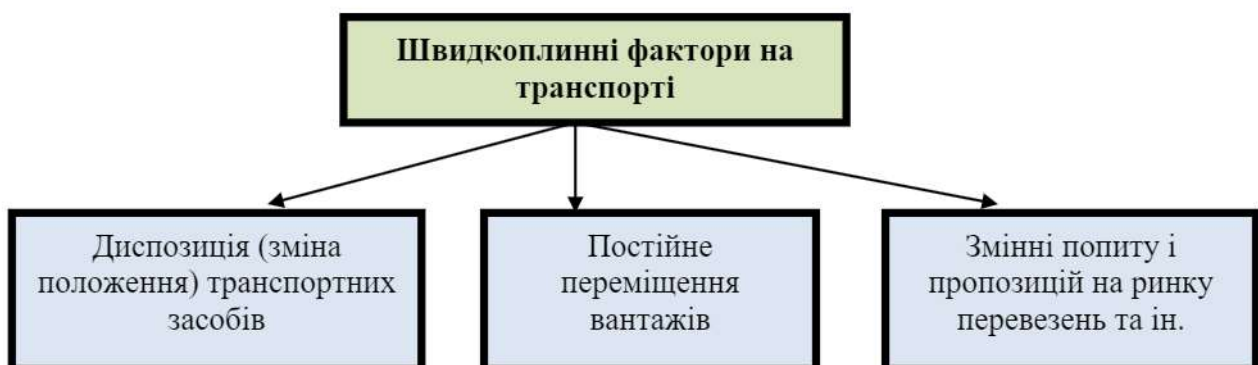 Швидкоплинні фактори на
транспорті
Диспозиція (зміна
положення) транспортних
засобів
Постійне
переміщення
вантажів
Змінні попиту і
пропозицій на ринку
перевезень та ін.